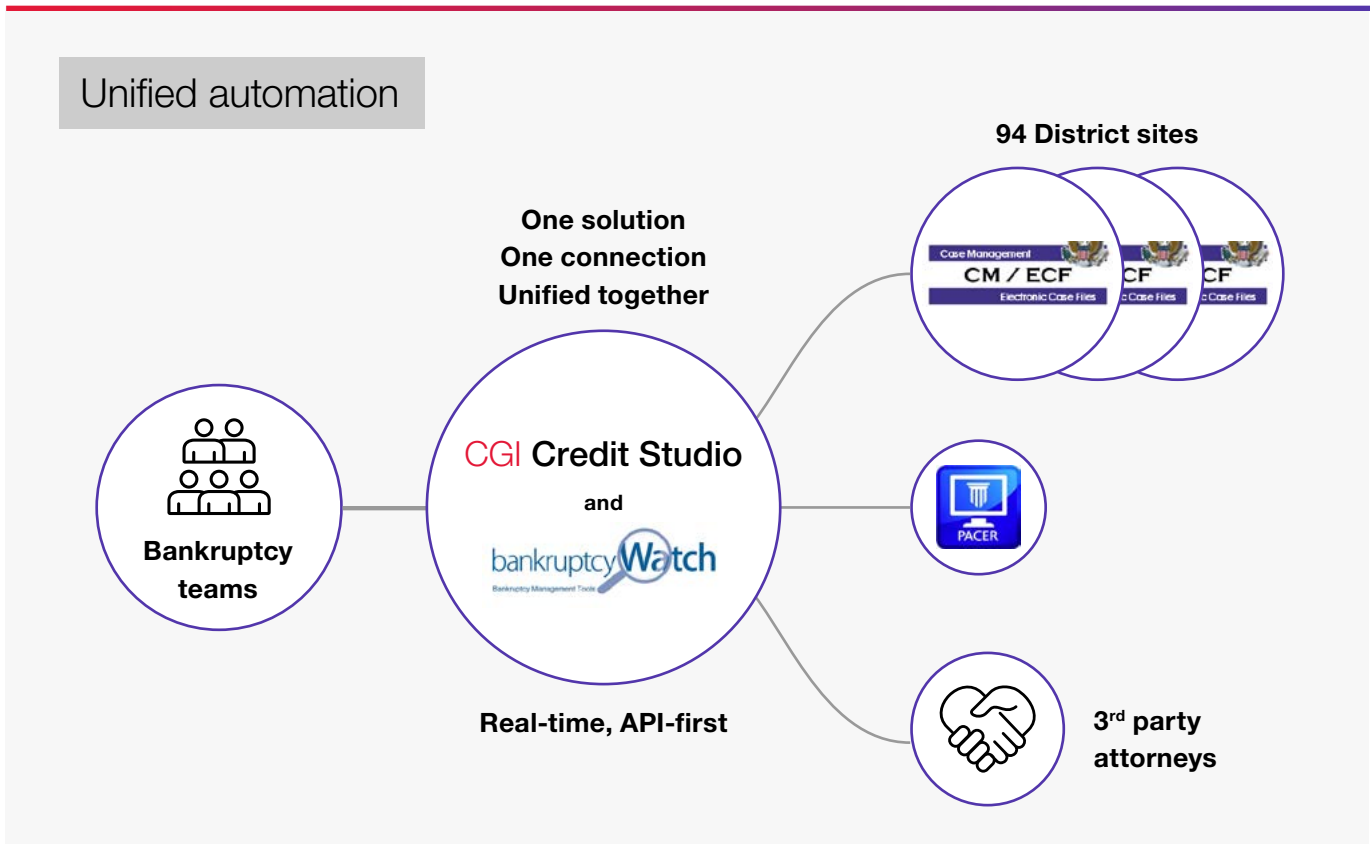 Unified automation
94 District sites
One solution
One connection
Unified together
Case Management
CM / ECF
Electronic Case Files
CF
c Case Files
CF
c Case Files
CGI Credit Studio
and
bankruptcyWatch
Bankruptcy Management Tools
Bankruptcy
teams
PACER
Real-time, API-first
3rd party
attorneys